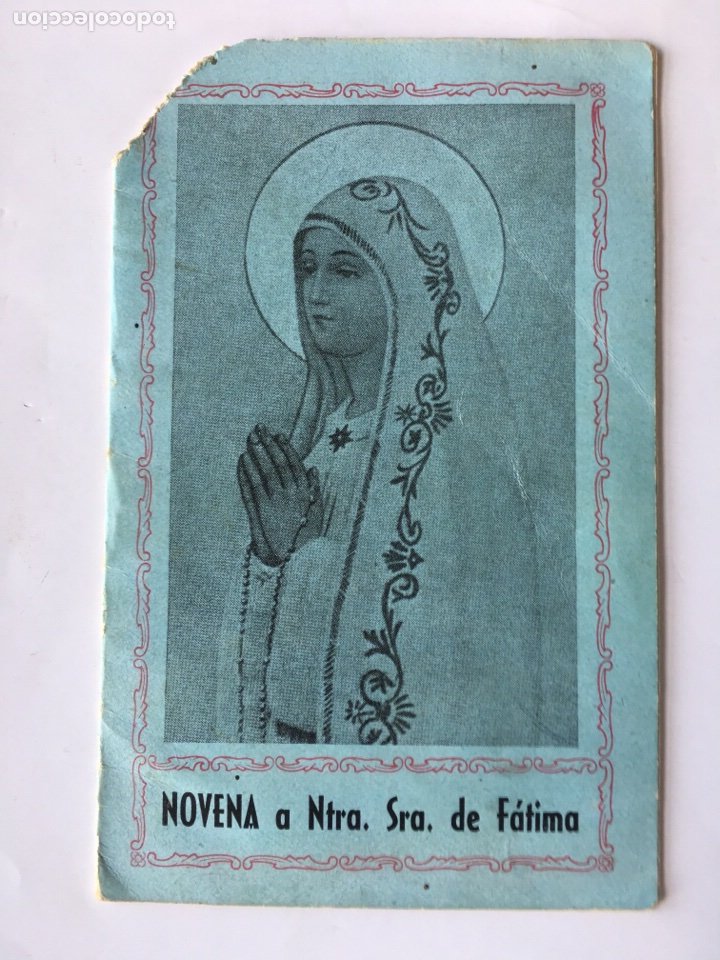 todocoleccion
NOVENA a Ntra. Sra. de Fátima